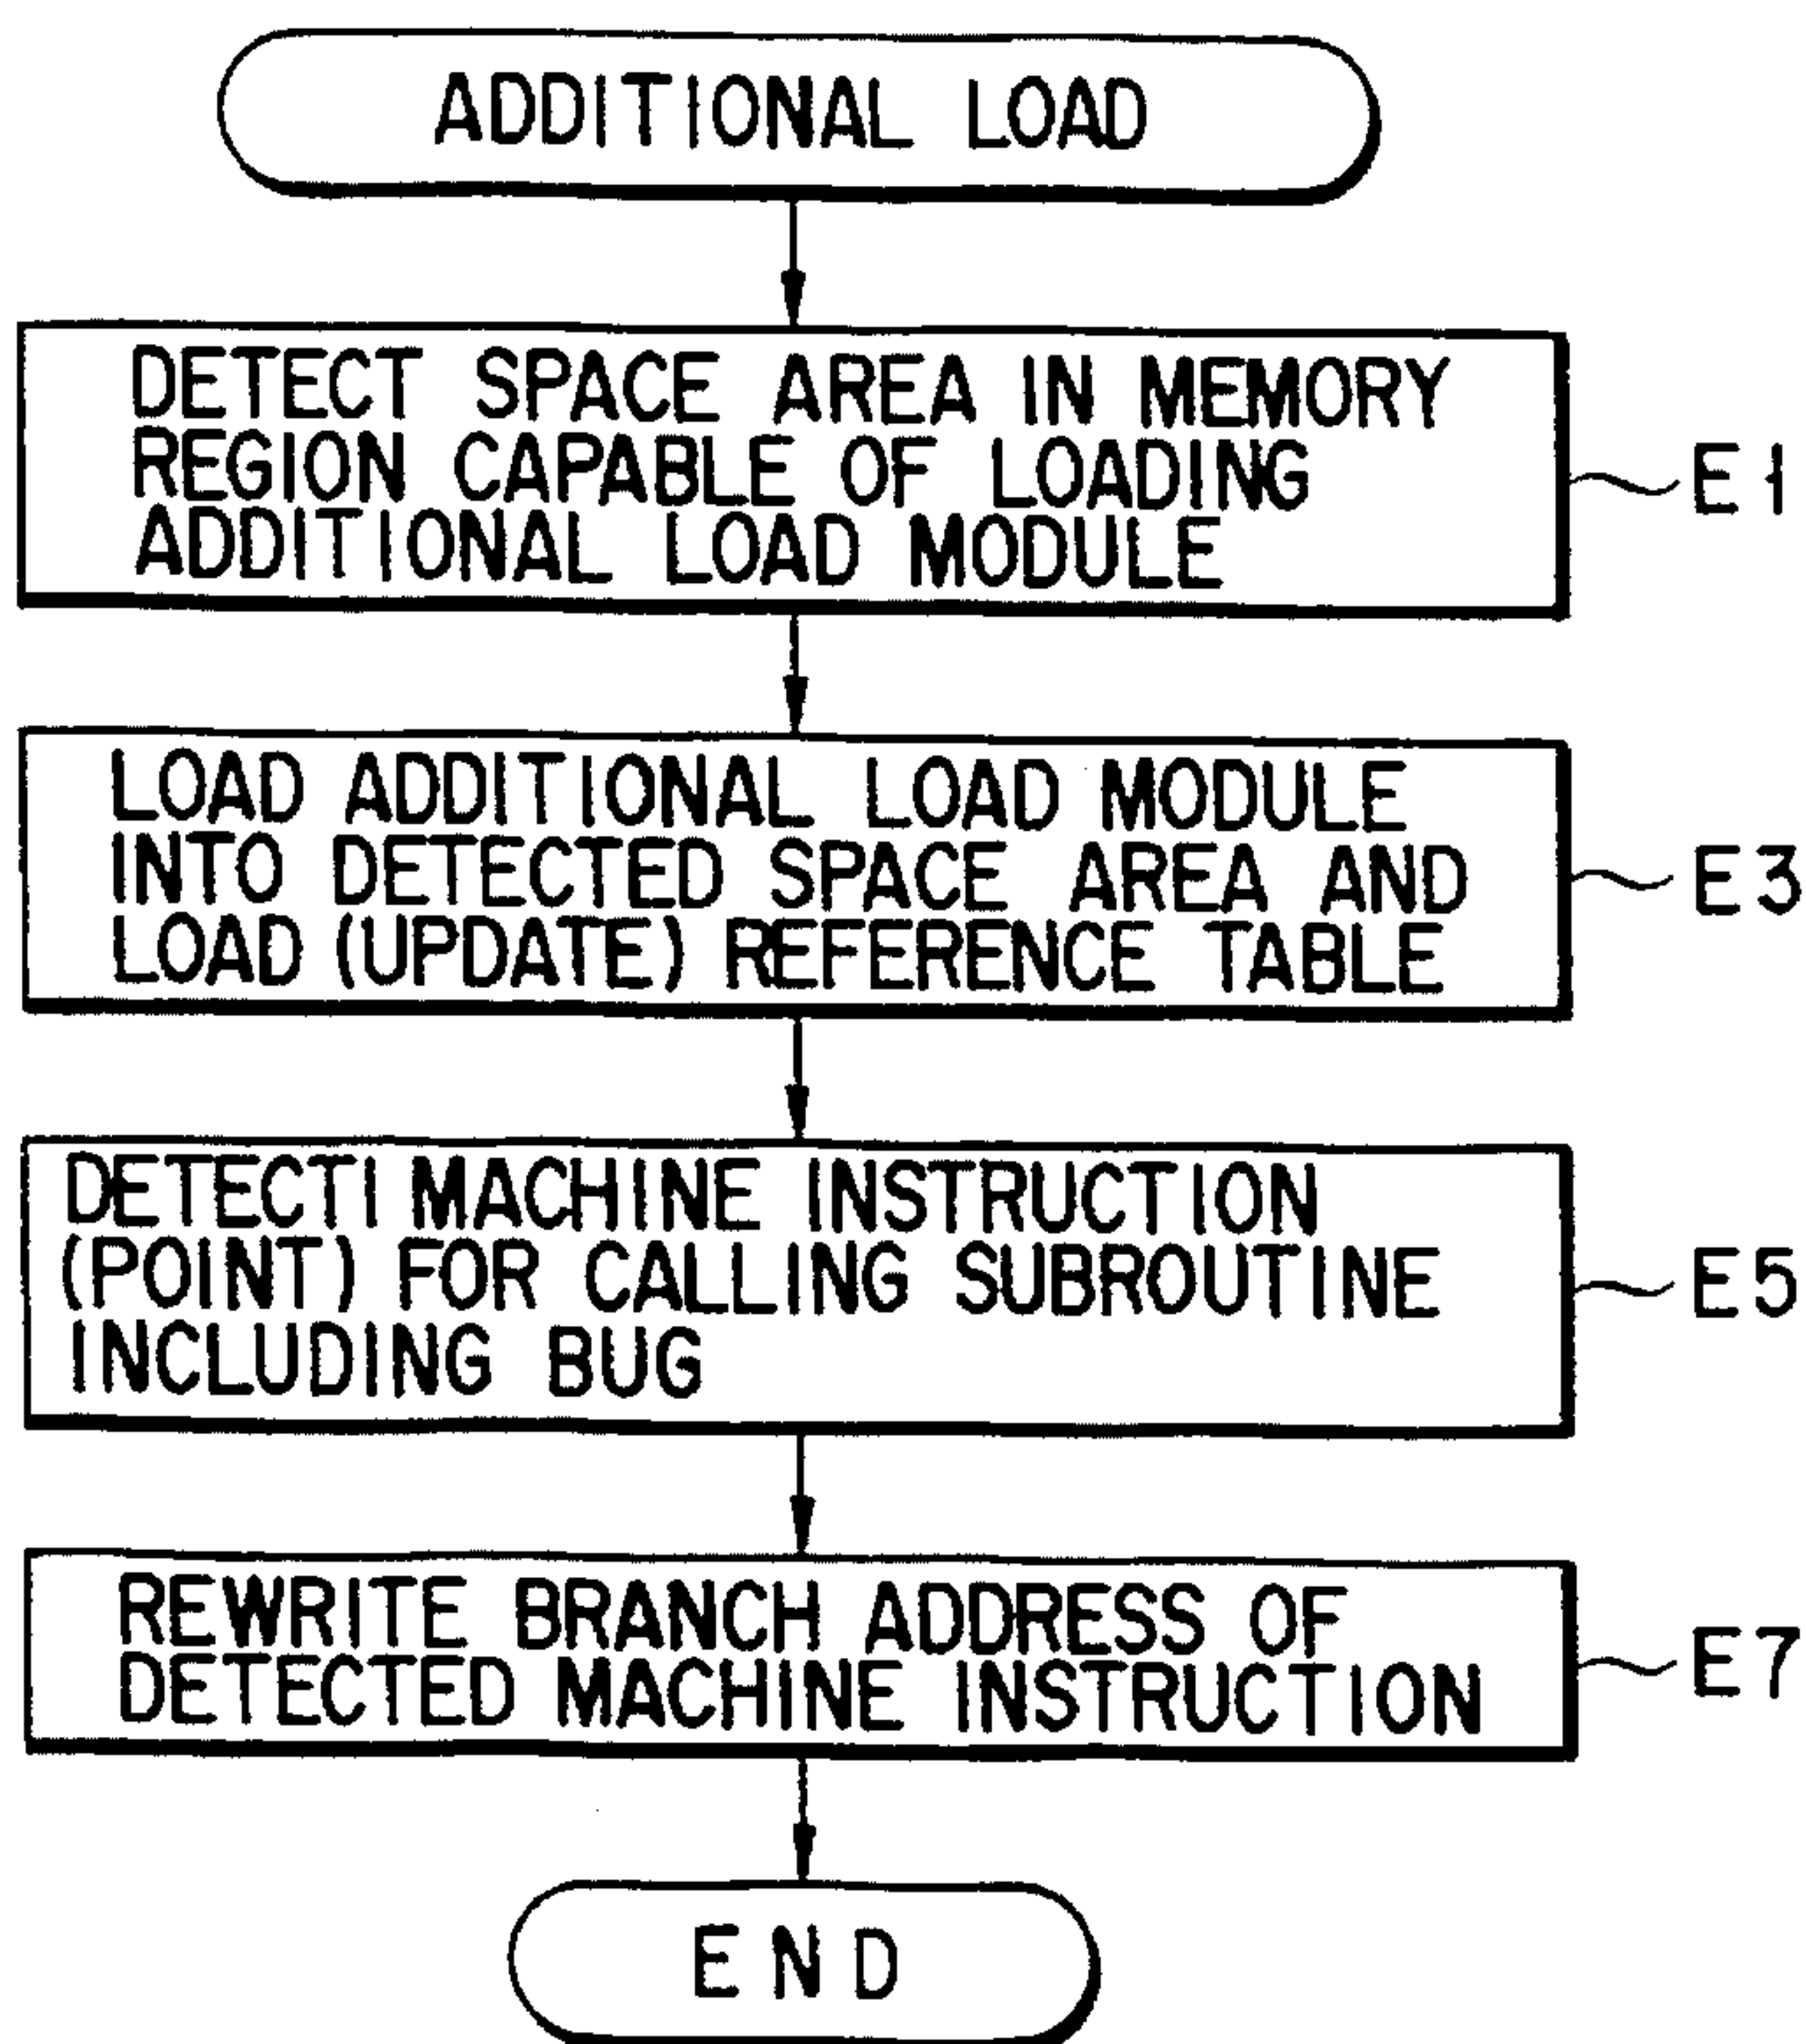 ADDITIONAL LOAD
DETECT SPACE AREA IN MEMORY
REGION CAPABLE OF LOADING
ADDITIONAL LOAD MODULE
E1
LOAD ADDITIONAL LOAD MODULE
INTO DETECTED SPACE AREA AND
LOAD (UPDATE) REFERENCE TABLE
E3
DETECTI MACHINE INSTRUCTION
(POINT) FOR CALLING SUBROUTINE
INCLUDING BUG
E5
REWRITE BRANCH ADDRESS OF
DETECTED MACHINE INSTRUCTION
E7
END